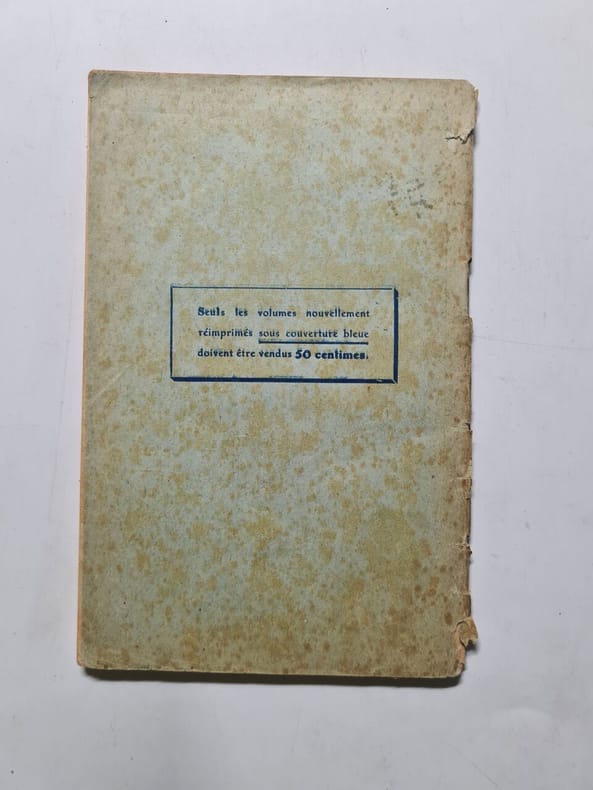 Seuls les volumes nouvellement
réimprimés sous couverture bleue
doivent être vendus 50 centimes.